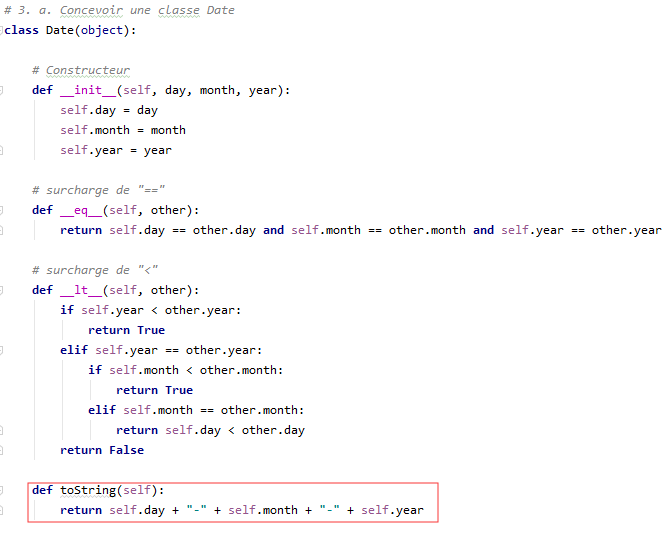 # 3. a. Concevoir une classe Date
class Date(object):
# Constructeur
def __init__(self, day, month, year):
self.day = day
self.month = month
self.year = year
# surcharge de "=="
def __eq__(self, other):
return self.day == other.day and self.month == other.month and self.year == other.year
# surcharge de "<"
def __lt__(self, other):
if self.year < other.year:
return True
elif self.year == other.year:
if self.month < other.month:
return True
elif self.month == other.month:
return self.day < other.day
return False
def toString(self):
return self.day + "-" + self.month + "-" + self.year